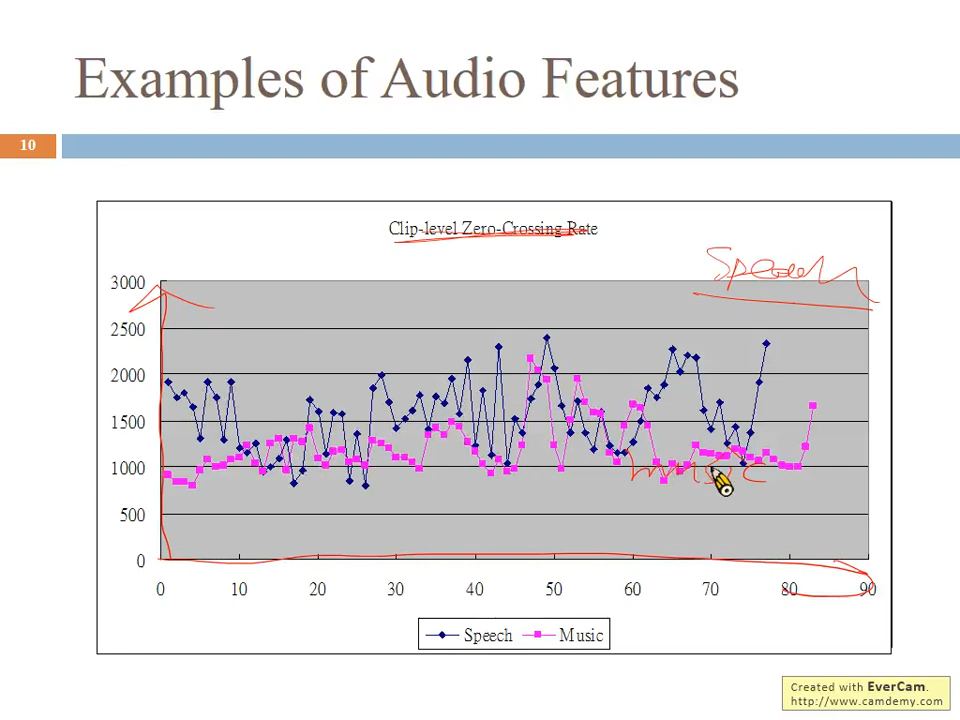 Examples of Audio Features
10
Clip-level Zero-Crossing Rate
Speech
3000
2500
2000
1500
1000
500
0
music
0 10 20 30 40 50 60 70 80 90
Speech Music
Created with EverCam.
http://www.camdemy.com